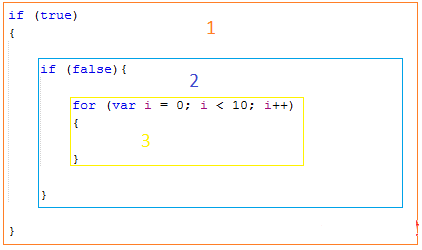 if (true)
1
{
if (false){
2
for (var i = 0; i < 10; i++)
{
3
}
}
}